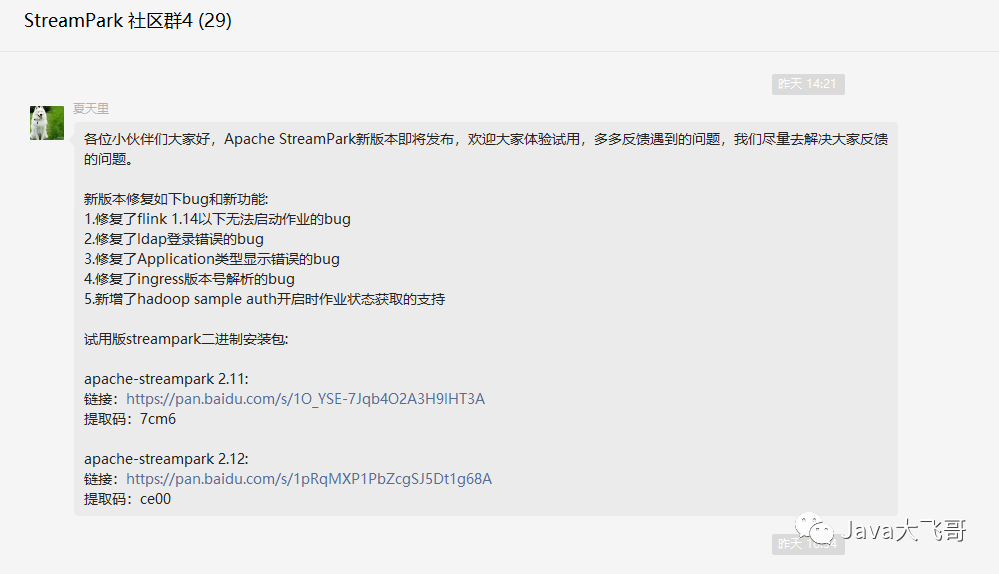 StreamPark 社区群4 (29)
昨天 14:21
夏天里
各位小伙伴们大家好，Apache StreamPark新版本即将发布，欢迎大家体验试用，多多反馈遇到的问题，我们尽量去解决大家反馈
的问题。
新版本修复如下bug和新功能:
1.修复了flink 1.14以下无法启动作业的bug
2.修复了ldap登录错误的bug
3.修复了Application类型显示错误的bug
4.修复了ingress版本号解析的bug
5.新增了hadoop sample auth开启时作业状态获取的支持
试用版streampark二进制安装包:
apache-streampark 2.11:
链接：https://pan.baidu.com/s/1O_YSE-7Jqb4O2A3H9IHT3A
提取码：7cm6
apache-streampark 2.12:
链接：https://pan.baidu.com/s/1pRqMXP1PbZcgSJ5Dt1g68A
提取码：ce00
Java大飞哥
昨天